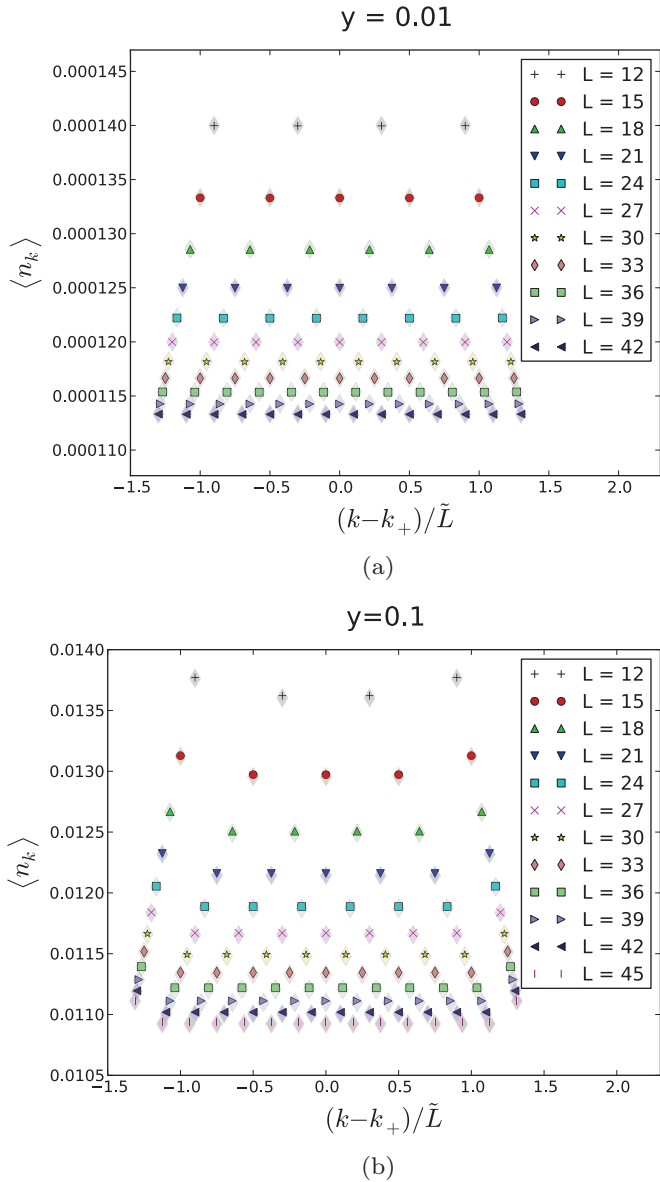 y = 0.01
0.000145
0.000140
0.000135
0.000130
0.000125
0.000120
0.000115
0.000110
⟨n_k⟩
L = 12
L = 15
L = 18
L = 21
L = 24
L = 27
L = 30
L = 33
L = 36
L = 39
L = 42
−1.5 −1.0 −0.5 0.0 0.5 1.0 1.5 2.0
(k−k_+)/L̃
(a)
y=0.1
0.0140
0.0135
0.0130
0.0125
0.0120
0.0115
0.0110
0.0105
⟨n_k⟩
L = 12
L = 15
L = 18
L = 21
L = 24
L = 27
L = 30
L = 33
L = 36
L = 39
L = 42
L = 45
−1.5 −1.0 −0.5 0.0 0.5 1.0 1.5 2.0
(k−k_+)/L̃
(b)